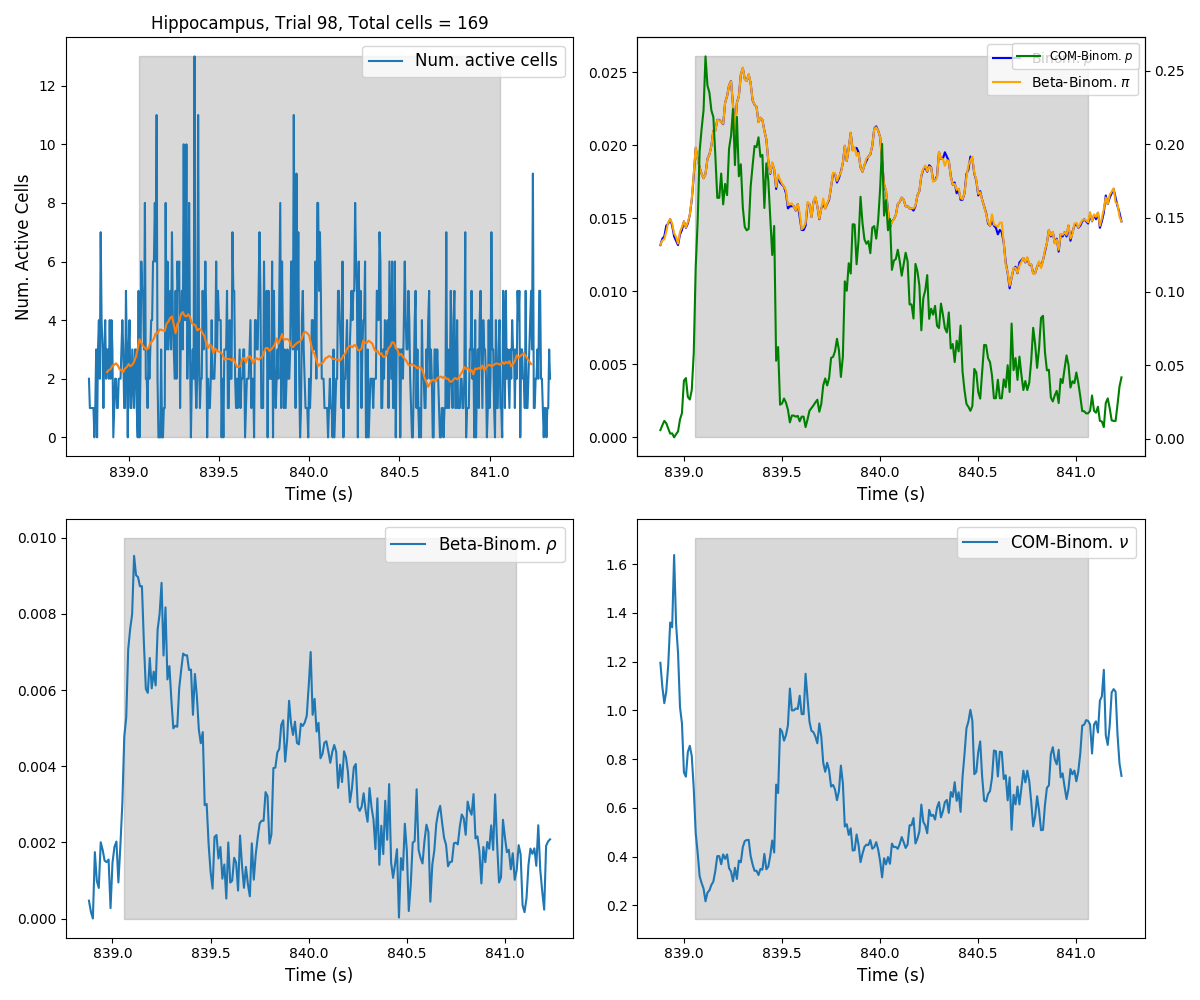 Hippocampus, Trial 98, Total cells = 169
Num. active cells
Num. Active Cells
12
10
8
6
4
2
0
839.0 839.5 840.0 840.5 841.0
Time (s)
COM-Binom. p
Binom. p
Beta-Binom. π
0.025
0.020
0.015
0.010
0.005
0.000
0.25
0.20
0.15
0.10
0.05
0.00
839.0 839.5 840.0 840.5 841.0
Time (s)
Beta-Binom. ρ
0.010
0.008
0.006
0.004
0.002
0.000
839.0 839.5 840.0 840.5 841.0
Time (s)
COM-Binom. ν
1.6
1.4
1.2
1.0
0.8
0.6
0.4
0.2
839.0 839.5 840.0 840.5 841.0
Time (s)